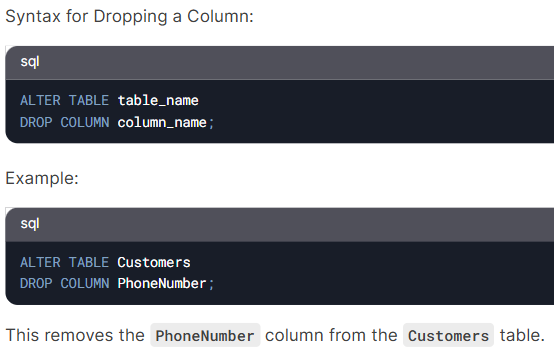 Syntax for Dropping a Column:
sql
ALTER TABLE table_name
DROP COLUMN column_name;
Example:
sql
ALTER TABLE Customers
DROP COLUMN PhoneNumber;
This removes the PhoneNumber column from the Customers table.